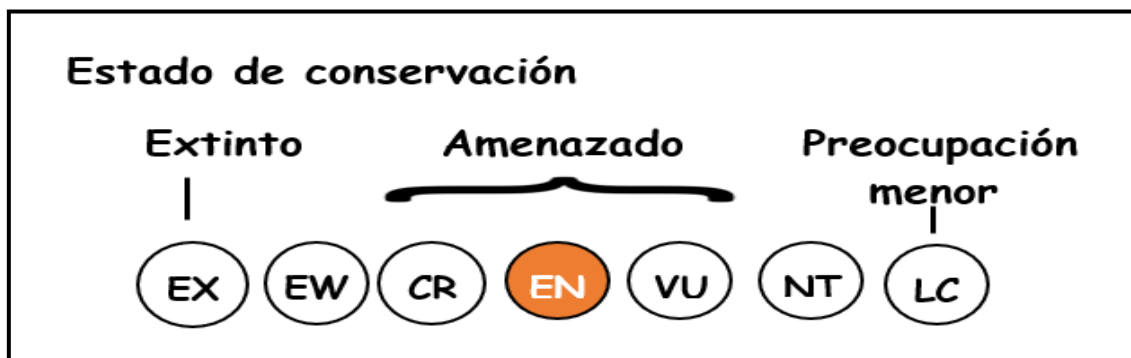 Estado de conservación
Extinto Amenazado Preocupación
menor
EX EW CR EN VU NT LC